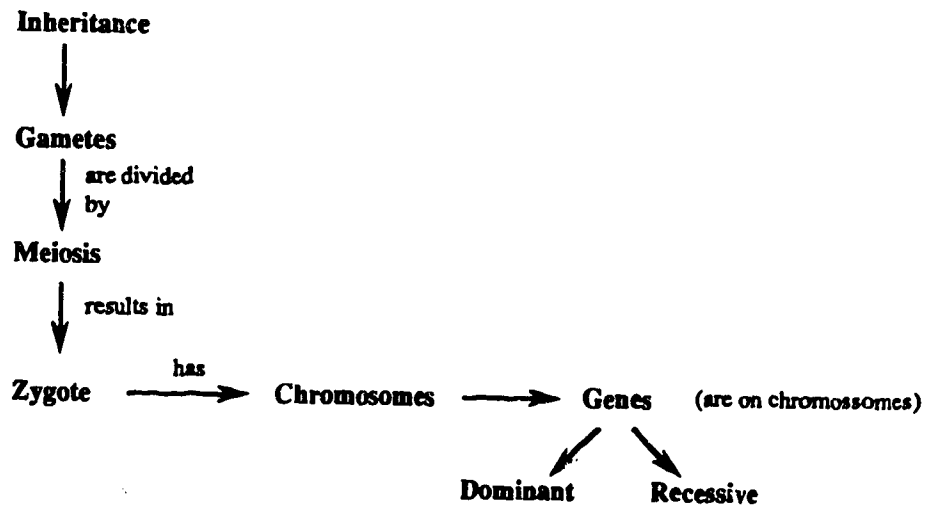 Inheritance
Gametes
are divided
by
Meiosis
results in
has
Zygote Chromosomes Genes (are on chromossomes)
Dominant Recessive